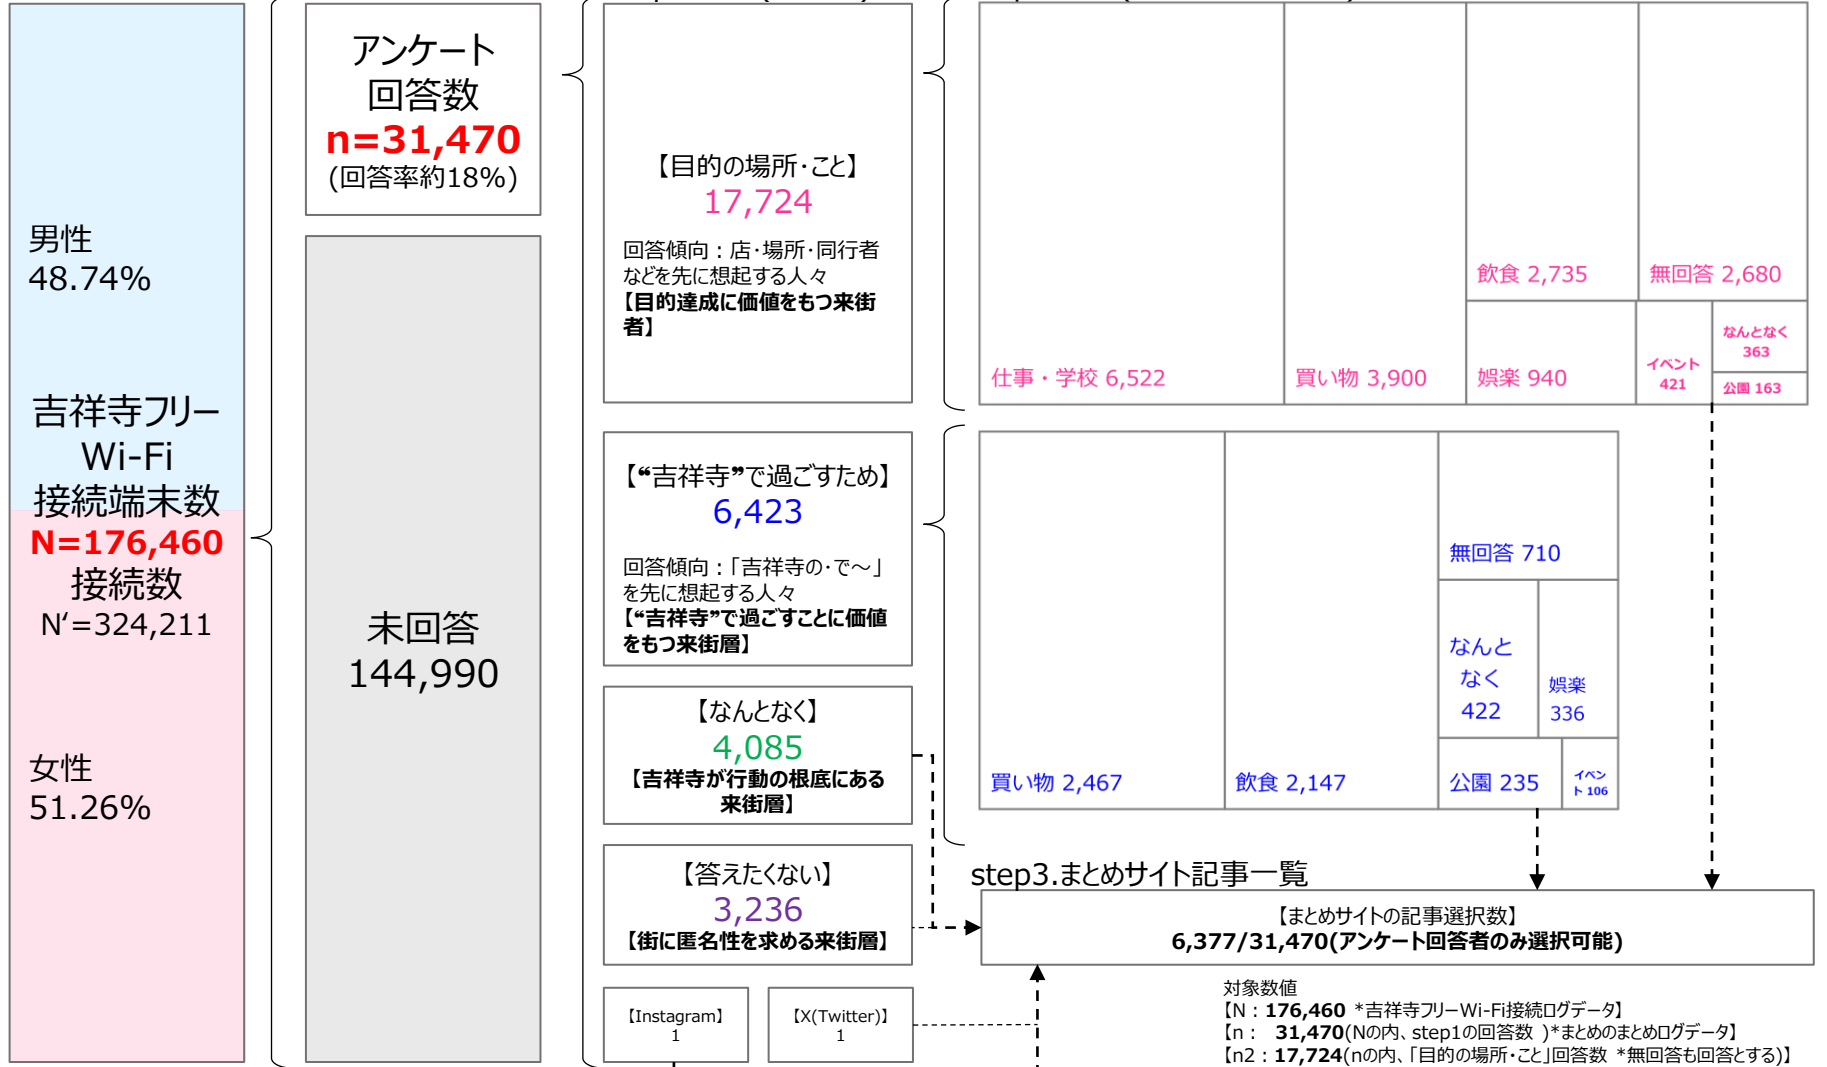 男性
48.74%
吉祥寺フリー
Wi-Fi
接続端末数
N=176,460
接続数
N‘=324,211
女性
51.26%
アンケート
回答数
n=31,470
(回答率約18%)
未回答
144,990
【目的の場所・こと】
17,724
回答傾向：店・場所・同行者
などを先に想起する人々
【目的達成に価値をもつ来街
者】
【❝吉祥寺❞で過ごすため】
6,423
回答傾向：「吉祥寺の・で～」
を先に想起する人々
【❝吉祥寺❞で過ごすことに価値
をもつ来街層】
【なんとなく】
4,085
【吉祥寺が行動の根底にある
来街層】
【答えたくない】
3,236
【街に匿名性を求める来街層】
【Instagram】
1
【X(Twitter)】
1
仕事・学校 6,522
買い物 3,900
飲食 2,735
無回答 2,680
娯楽 940
イベント
421
なんとなく
363
公園 163
買い物 2,467
飲食 2,147
無回答 710
なんと
なく
422
娯楽
336
公園 235
イベン
ト 106
step3.まとめサイト記事一覧
【まとめサイトの記事選択数】
6,377/31,470(アンケート回答者のみ選択可能)
対象数値
【N：176,460 *吉祥寺フリーWi-Fi接続ログデータ】
【n： 31,470(Nの内、step1の回答数 )*まとめのまとめログデータ】
【n2：17,724(nの内、「目的の場所・こと」回答数 *無回答も回答とする)】